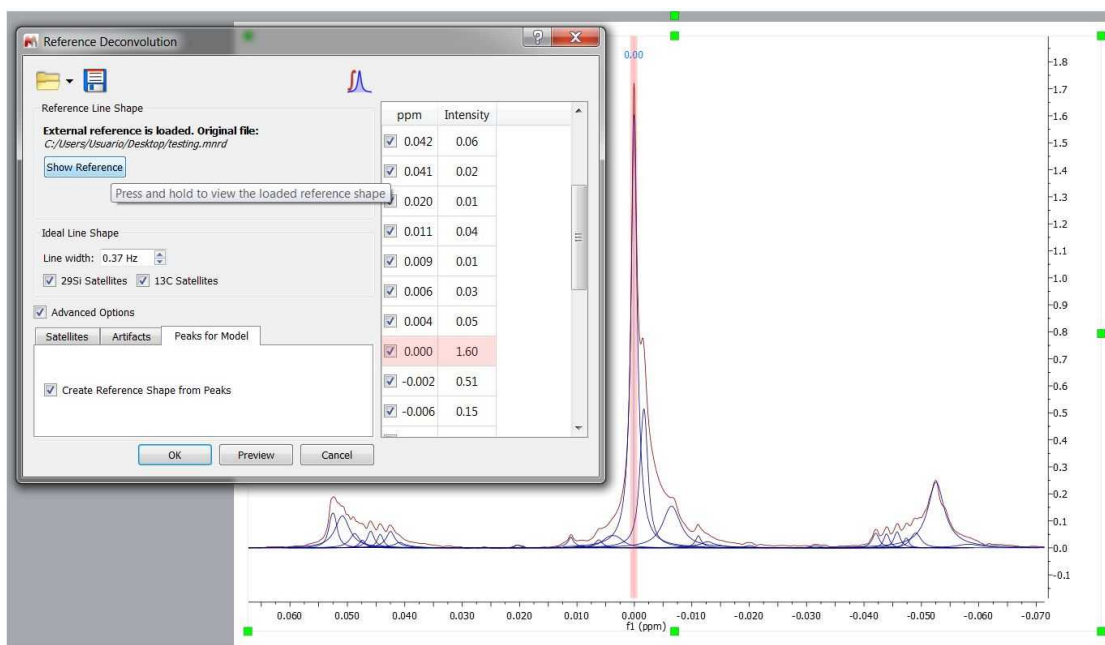 Reference Deconvolution
Reference Line Shape
External reference is loaded. Original file:
C:/Users/Usuario/Desktop/testing.mnrd
Show Reference
Press and hold to view the loaded reference shape
Ideal Line Shape
Line width: 0.37 Hz
29Si Satellites 13C Satellites
Advanced Options
Satellites Artifacts Peaks for Model
Create Reference Shape from Peaks
ppm Intensity
0.042 0.06
0.041 0.02
0.020 0.01
0.011 0.04
0.009 0.01
0.006 0.03
0.004 0.05
0.000 1.60
-0.002 0.51
-0.006 0.15
OK Preview Cancel
0.00
1.8
1.7
1.6
1.5
1.4
1.3
1.2
1.1
1.0
0.9
0.8
0.7
0.6
0.5
0.4
0.3
0.2
0.1
0.0
-0.1
0.060 0.050 0.040 0.030 0.020 0.010 0.000 -0.010 -0.020 -0.030 -0.040 -0.050 -0.060 -0.070
f1 (ppm)